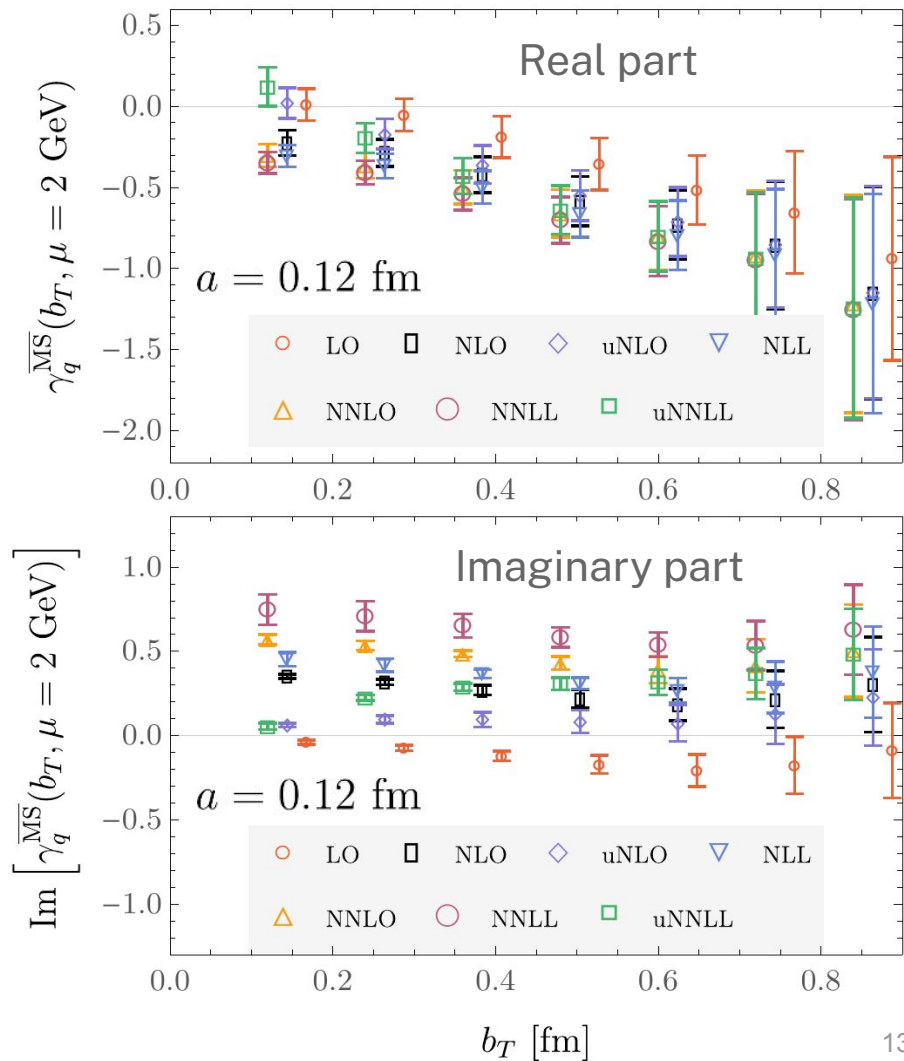 Real part
γ_q^{\overline{MS}}(b_T, μ = 2 GeV)
0.5
0.0
−0.5
−1.0
−1.5
−2.0
a = 0.12 fm
LO NLO uNLO NLL
NNLO NNLL uNNLL
0.0 0.2 0.4 0.6 0.8
Imaginary part
Im [γ_q^{\overline{MS}}(b_T, μ = 2 GeV)]
1.0
0.5
0.0
−0.5
−1.0
a = 0.12 fm
LO NLO uNLO NLL
NNLO NNLL uNNLL
0.0 0.2 0.4 0.6 0.8
b_T [fm]
13